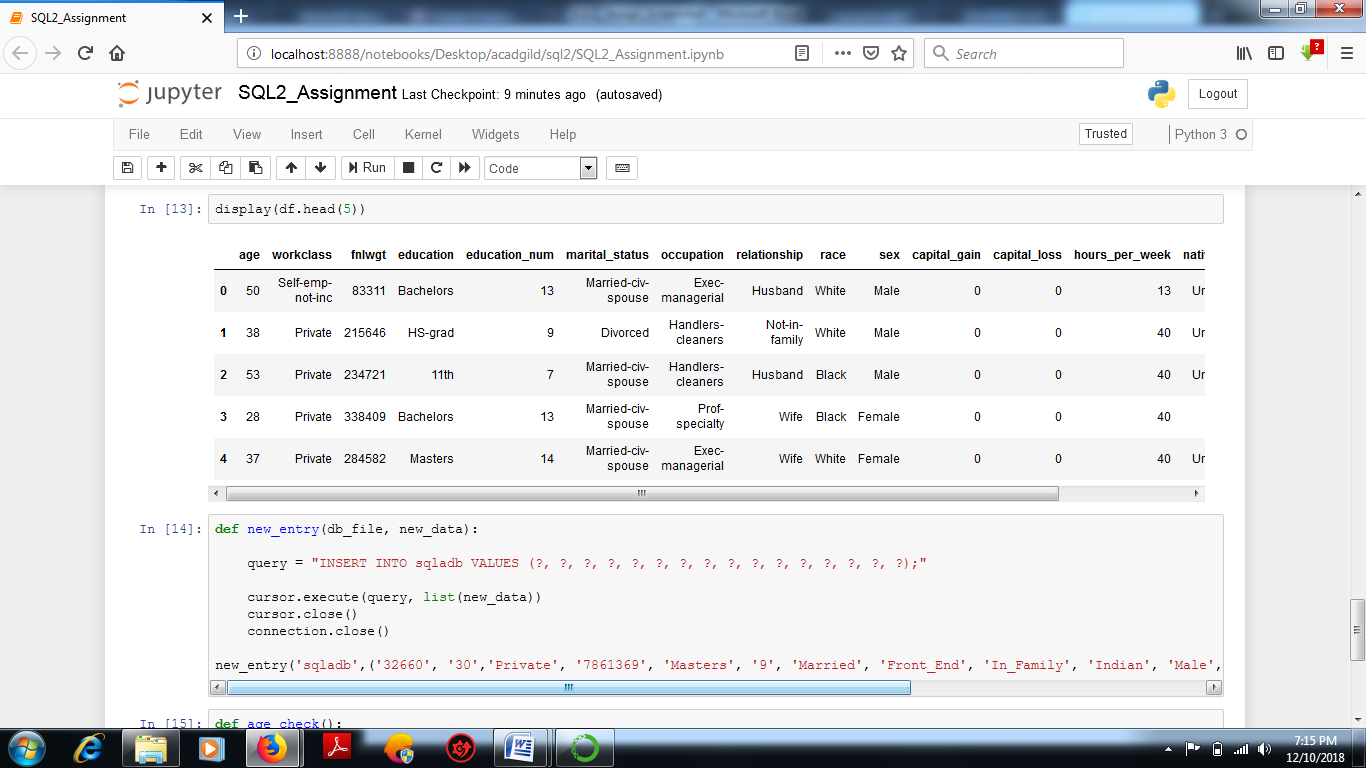 SQL2_Assignment
localhost:8888/notebooks/Desktop/acadgild/sql2/SQL2_Assignment.ipynb
Search
jupyter SQL2_Assignment Last Checkpoint: 9 minutes ago (autosaved)
Logout
File Edit View Insert Cell Kernel Widgets Help
Trusted
Python 3
Run
Code
In [13]: display(df.head(5))
age workclass fnlwgt education education_num marital_status occupation relationship race sex capital_gain capital_loss hours_per_week nati
0 50 Self-emp-not-inc 83311 Bachelors 13 Married-civ-spouse Exec-managerial Husband White Male 0 0 13 Ur
1 38 Private 215646 HS-grad 9 Divorced Handlers-cleaners Not-in-family White Male 0 0 40 Ur
2 53 Private 234721 11th 7 Married-civ-spouse Handlers-cleaners Husband Black Male 0 0 40 Ur
3 28 Private 338409 Bachelors 13 Married-civ-spouse Prof-specialty Wife Black Female 0 0 40
4 37 Private 284582 Masters 14 Married-civ-spouse Exec-managerial Wife White Female 0 0 40 Ur
In [14]: def new_entry(db_file, new_data):
query = "INSERT INTO sqladb VALUES (?, ?, ?, ?, ?, ?, ?, ?, ?, ?, ?, ?, ?, ?, ?, ?);"
cursor.execute(query, list(new_data))
cursor.close()
connection.close()
new_entry('sqladb',('32660', '30','Private', '7861369', 'Masters', '9', 'Married', 'Front_End', 'In_Family', 'Indian', 'Male',
In [15]: def age_check():
7:15 PM
12/10/2018